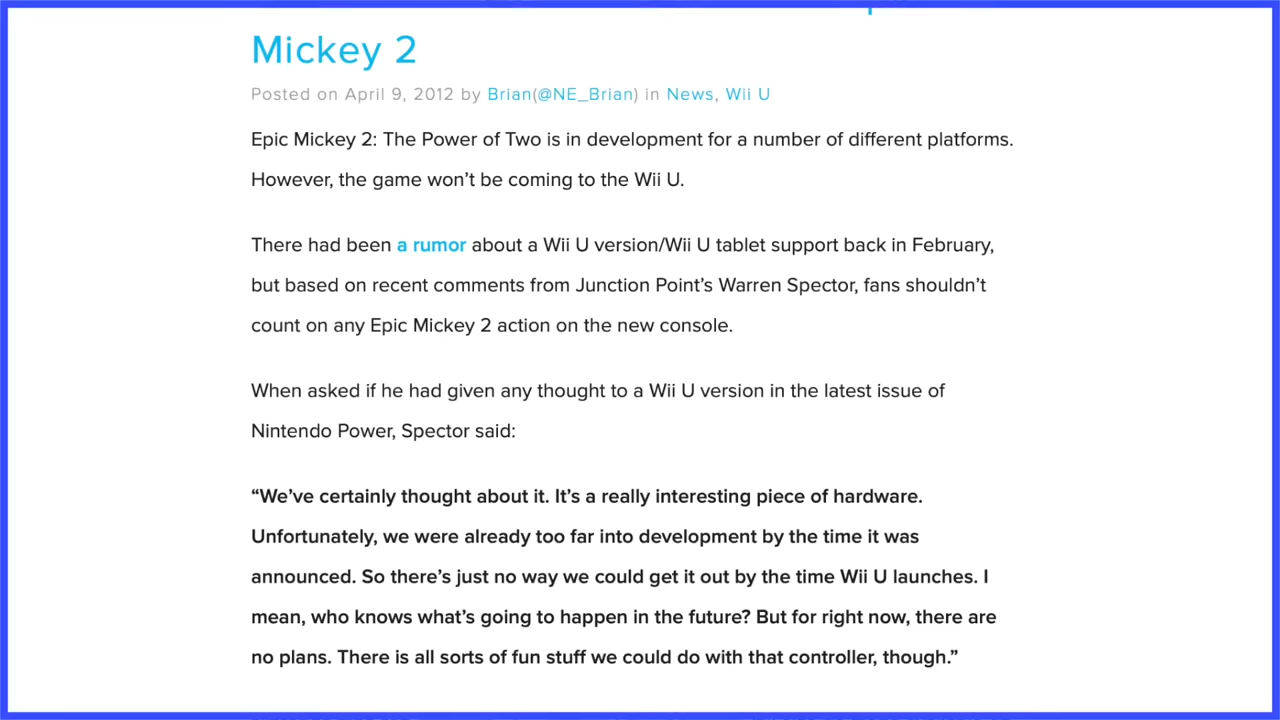 Mickey 2
Posted on April 9, 2012 by Brian(@NE_Brian) in News, Wii U
Epic Mickey 2: The Power of Two is in development for a number of different platforms.
However, the game won’t be coming to the Wii U.
There had been a rumor about a Wii U version/Wii U tablet support back in February,
but based on recent comments from Junction Point’s Warren Spector, fans shouldn’t
count on any Epic Mickey 2 action on the new console.
When asked if he had given any thought to a Wii U version in the latest issue of
Nintendo Power, Spector said:
“We’ve certainly thought about it. It’s a really interesting piece of hardware.
Unfortunately, we were already too far into development by the time it was
announced. So there’s just no way we could get it out by the time Wii U launches. I
mean, who knows what’s going to happen in the future? But for right now, there are
no plans. There is all sorts of fun stuff we could do with that controller, though.”